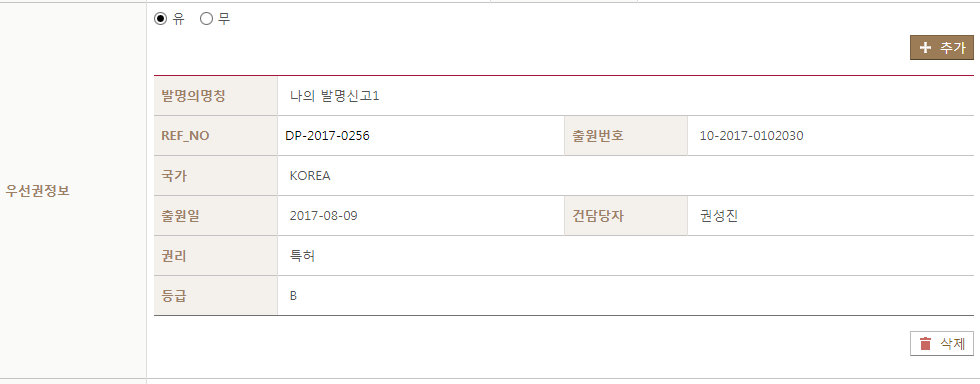 유 무
추가
발명의명칭 나의 발명신고1
REF_NO DP-2017-0256 출원번호 10-2017-0102030
국가 KOREA
우선권정보
출원일 2017-08-09 건담당자 권성진
권리 특허
등급 B
삭제